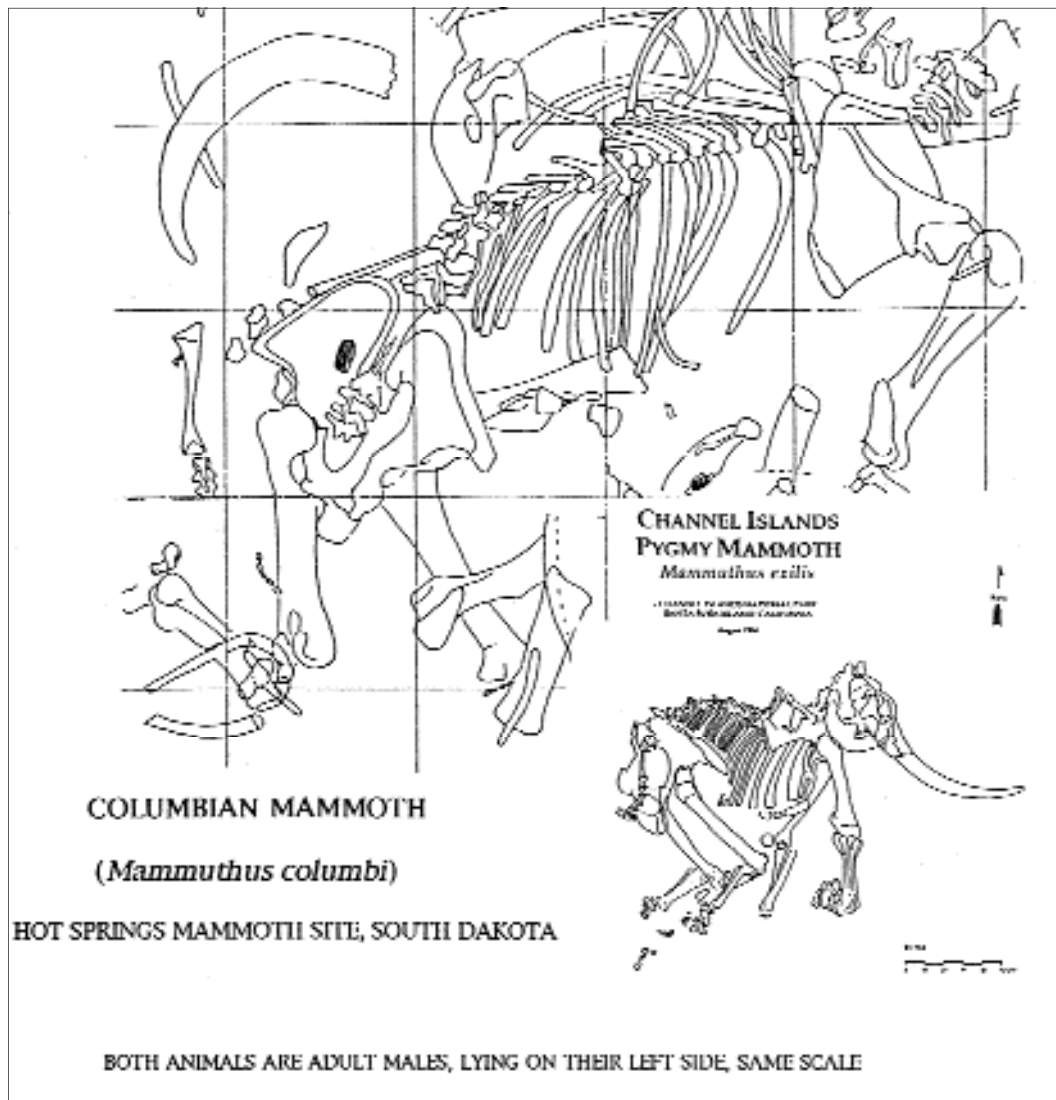 CHANNEL ISLANDS
PYGMY MAMMOTH
Mammuthus exilis
COLUMBIAN MAMMOTH
(Mammuthus columbi)
HOT SPRINGS MAMMOTH SITE, SOUTH DAKOTA
BOTH ANIMALS ARE ADULT MALES, LYING ON THEIR LEFT SIDE, SAME SCALE